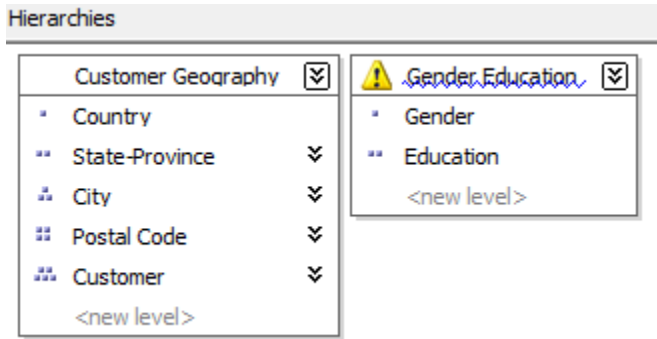 Hierarchies
Customer Geography
Country
State-Province
City
Postal Code
Customer
<new level>
Gender Education
Gender
Education
<new level>